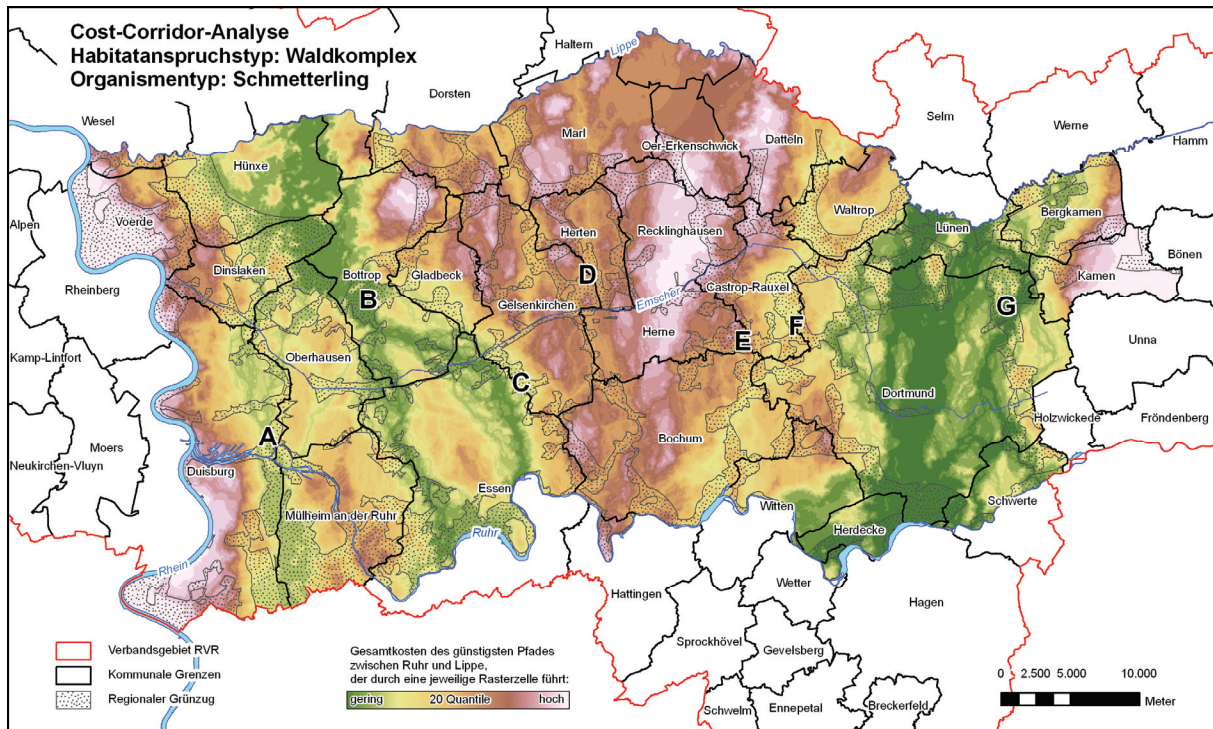 Cost-Corridor-Analyse
Habitatanspruchstyp: Waldkomplex
Organismentyp: Schmetterling
Haltern
Lippe
Dorsten
Wesel
Selm
Werne
Hamm
Marl
Oer-Erkenschwick
Datteln
Hünxe
Voerde
Waltrop
Bergkamen
Lünen
Alpen
Herten
Recklinghausen
Bönen
Dinslaken
Bottrop
Gladbeck
D
Kamen
Rheinberg
B
Gelsenkirchen
Emscher
Castrop-Rauxel
G
Herne
E
F
Unna
Kamp-Lintfort
Oberhausen
C
Dortmund
Holzwickede
Fröndenberg
A
Bochum
Moers
Neukirchen-Vluyn
Duisburg
Essen
Schwerte
Mülheim an der Ruhr
Witten
Herdecke
Ruhr
Rhein
Wetter
Hattingen
Hagen
Sprockhövel
Gevelsberg
Schwelm
Ennepetal
Breckerfeld
Verbandsgebiet RVR
Kommunale Grenzen
Regionaler Grünzug
Gesamtkosten des günstigsten Pfades
zwischen Ruhr und Lippe,
der durch eine jeweilige Rasterzelle führt:
gering 20 Quantile hoch
0 2.500 5.000 10.000
Meter